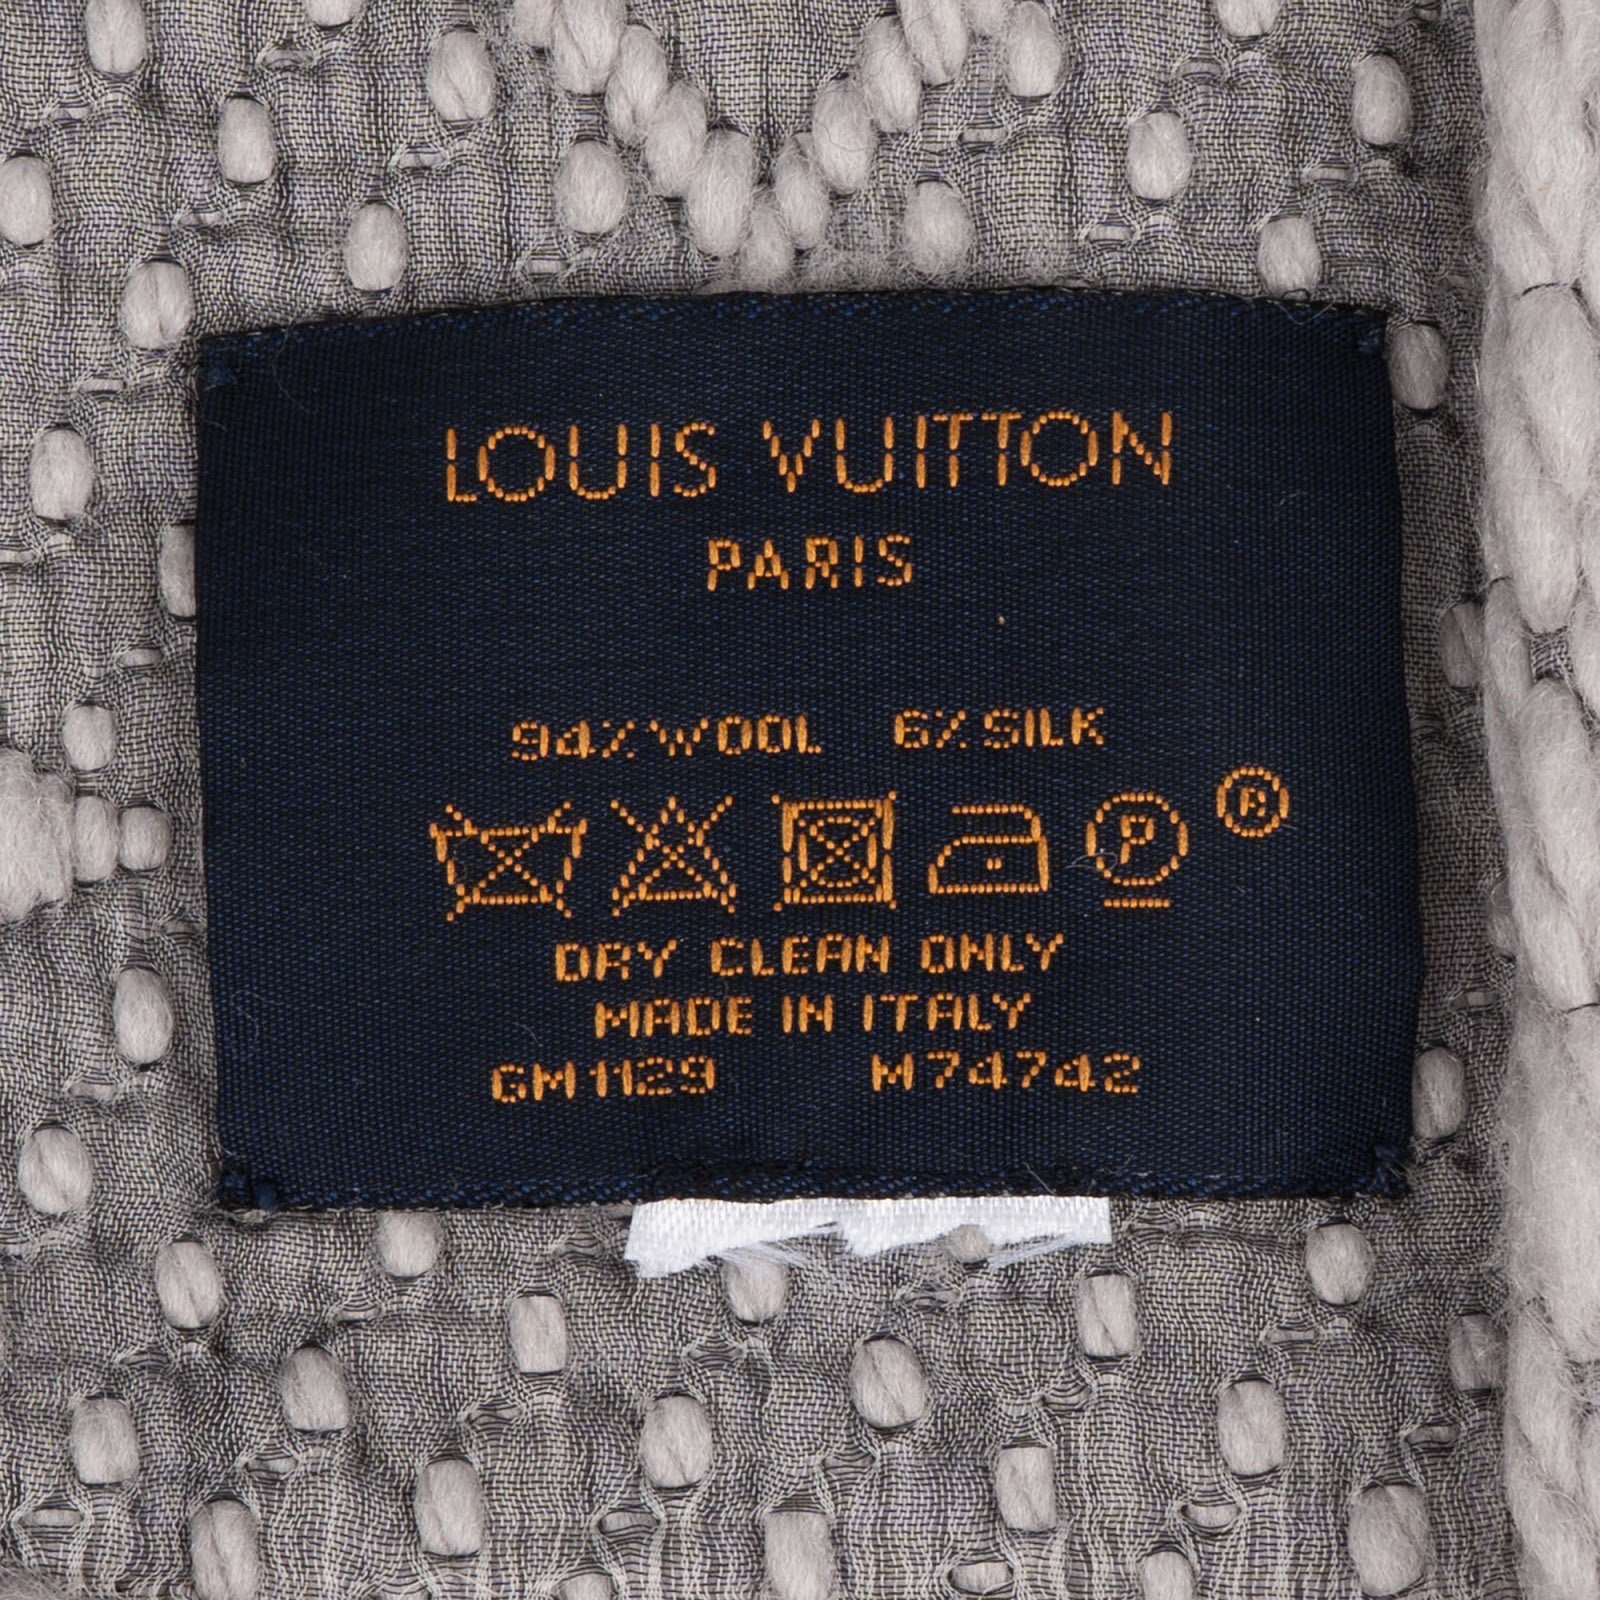 LOUIS VUITTON
PARIS
94% WOOL 6% SILK
P ®
DRY CLEAN ONLY
MADE IN ITALY
GM1129 M74742